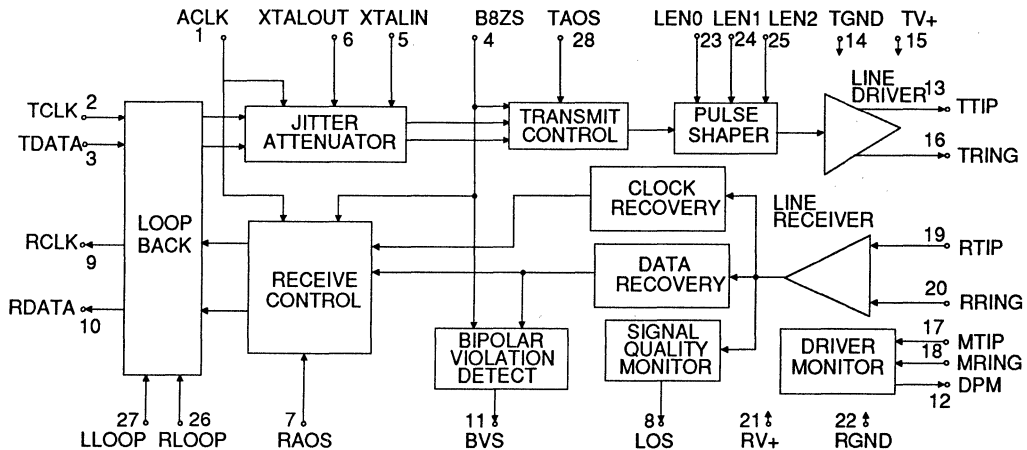 ACLK XTALOUT XTALIN B8ZS TAOS LEN0 LEN1 LEN2 TGND TV+
1 6 5 4 28 23 24 25 14 15
LINE DRIVER
13 TTIP
16 TRING
TCLK 2
TDATA 3
JITTER ATTENUATOR
TRANSMIT CONTROL
PULSE SHAPER
LOOP BACK
CLOCK RECOVERY
LINE RECEIVER
RCLK 9
RECEIVE CONTROL
DATA RECOVERY
19 RTIP
20 RRING
RDATA 10
BIPOLAR VIOLATION DETECT
SIGNAL QUALITY MONITOR
DRIVER MONITOR
17 MTIP
18 MRING
DPM 12
27 26 7 11 8 21 22
LLOOP RLOOP RAOS BVS LOS RV+ RGND